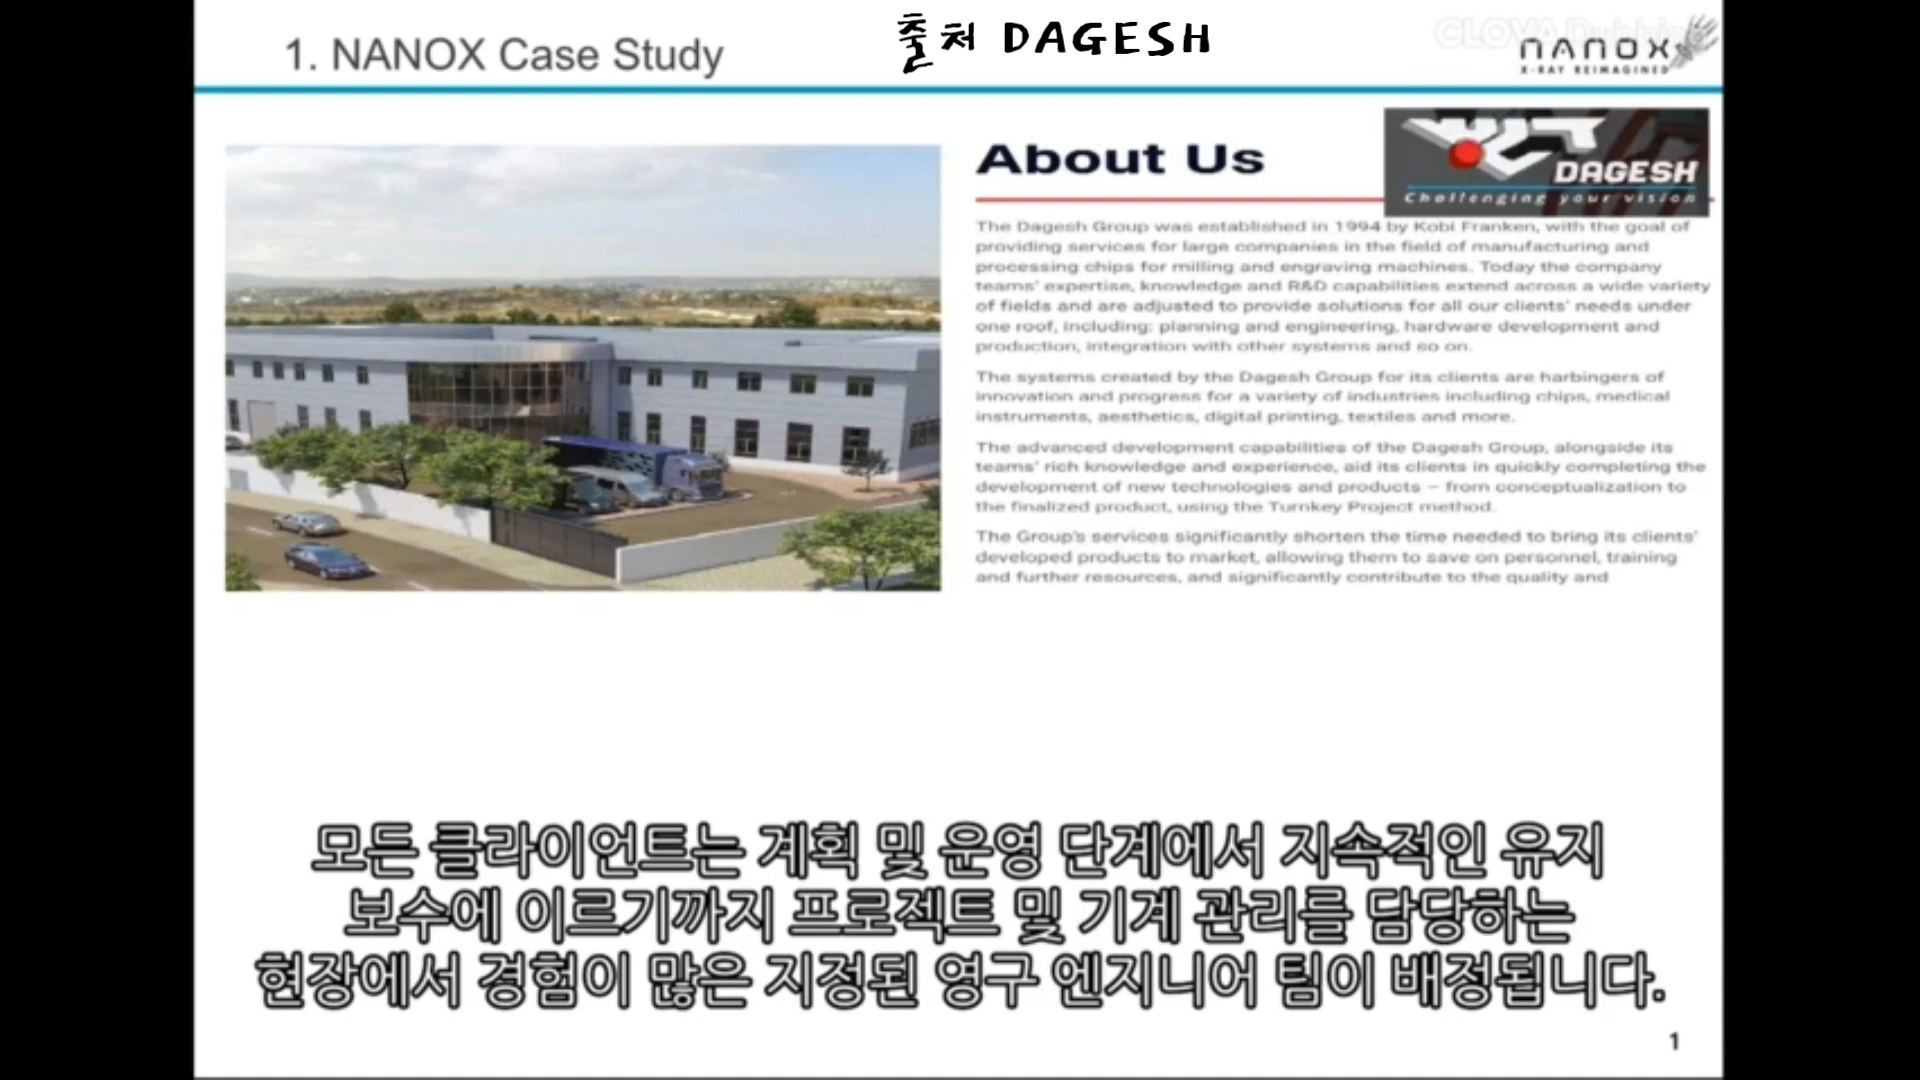 1. NANOX Case Study
출처 DAGESH
CLOVA Dubbing
NANOX
X-RAY REIMAGINED
About Us
DAGESH
Challenging your vision
The Dagesh Group was established in 1994 by Kobi Franken, with the goal of
providing services for large companies in the field of manufacturing and
processing chips for milling and engraving machines. Today the company
teams' expertise, knowledge and R&D capabilities extend across a wide variety
of fields and are adjusted to provide solutions for all our clients' needs under
one roof, including: planning and engineering, hardware development and
production, integration with other systems and so on.
The systems created by the Dagesh Group for its clients are harbingers of
innovation and progress for a variety of industries including chips, medical
instruments, aesthetics, digital printing, textiles and more.
The advanced development capabilities of the Dagesh Group, alongside its
teams' rich knowledge and experience, aid its clients in quickly completing the
development of new technologies and products – from conceptualization to
the finalized product, using the Turnkey Project method.
The Group's services significantly shorten the time needed to bring its clients'
developed products to market, allowing them to save on personnel, training
and further resources, and significantly contribute to the quality and
모든 클라이언트는 계획 및 운영 단계에서 지속적인 유지
보수에 이르기까지 프로젝트 및 기계 관리를 담당하는
현장에서 경험이 많은 지정된 영구 엔지니어 팀이 배정됩니다.
1